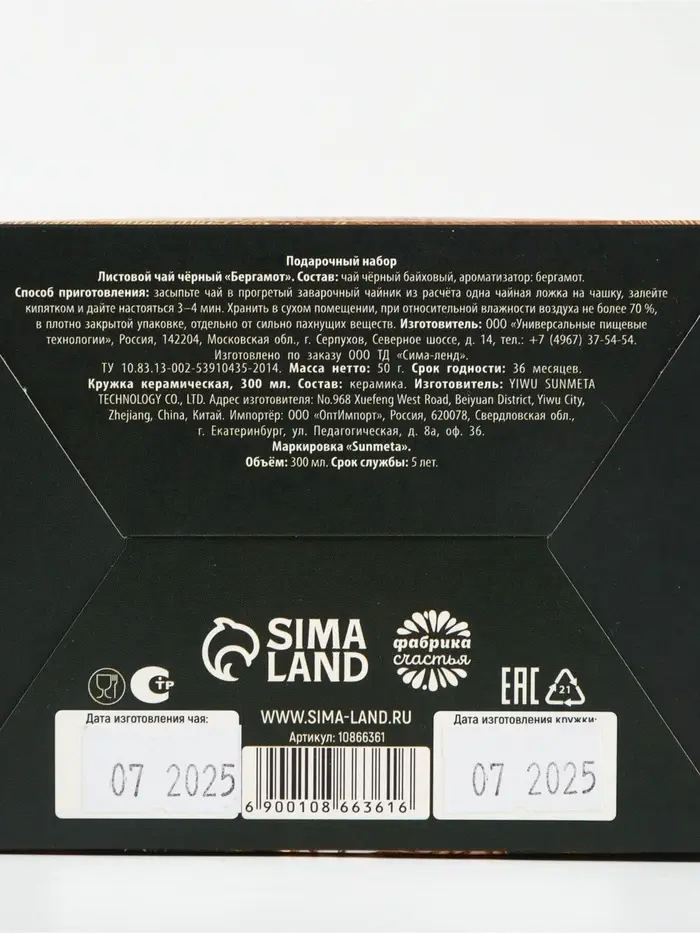 Подарочный набор
Листовой чай чёрный «Бергамот». Состав: чай чёрный байховый, ароматизатор: бергамот.
Способ приготовления: засыпьте чай в прогретый заварочный чайник из расчёта одна чайная ложка на чашку, залейте
кипятком и дайте настояться 3–4 мин. Хранить в сухом помещении, при относительной влажности воздуха не более 70 %,
в плотно закрытой упаковке, отдельно от сильно пахнущих веществ. Изготовитель: ООО «Универсальные пищевые
технологии», Россия, 142204, Московская обл., г. Серпухов, Северное шоссе, д. 14, тел.: +7 (4967) 37-54-54.
Изготовлено по заказу ООО ТД «Сима-ленд».
ТУ 10.83.13-002-53910435-2014. Масса нетто: 50 г. Срок годности: 36 месяцев.
Кружка керамическая, 300 мл. Состав: керамика. Изготовитель: YIWU SUNMETA
TECHNOLOGY CO., LTD. Адрес изготовителя: No.968 Xuefeng West Road, Beiyuan District, Yiwu City,
Zhejiang, China, Китай. Импортёр: ООО «ОптИмпорт», Россия, 620078, Свердловская обл.,
г. Екатеринбург, ул. Педагогическая, д. 8а, оф. 36.
Маркировка «Sunmeta».
Объём: 300 мл. Срок службы: 5 лет.
SIMA
LAND
фабрика
счастья
СТР
EAC
21
Дата изготовления чая:
07 2025
WWW.SIMA-LAND.RU
Артикул: 10866361
6 900108 663616
Дата изготовления кружки:
07 2025